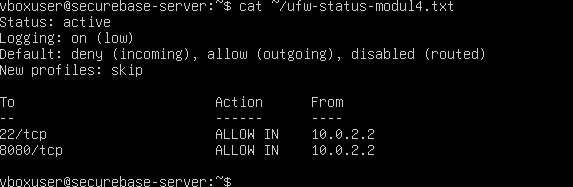 vboxuser@securebase-server:~$ cat ~/ufw-status-modul4.txt
Status: active
Logging: on (low)
Default: deny (incoming), allow (outgoing), disabled (routed)
New profiles: skip
To                         Action      From
--                         ------      ----
22/tcp                     ALLOW IN    10.0.2.2
8080/tcp                   ALLOW IN    10.0.2.2
vboxuser@securebase-server:~$